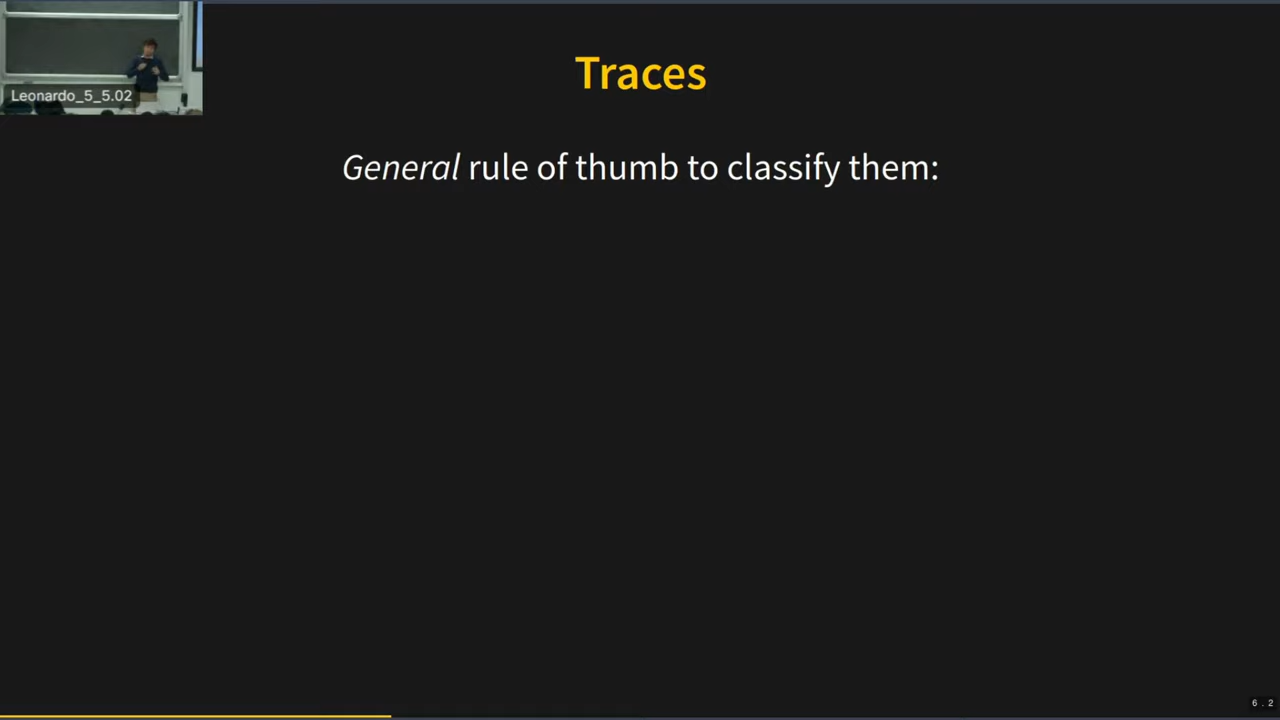 Leonardo_5_5.02
Traces
General rule of thumb to classify them:
6.2